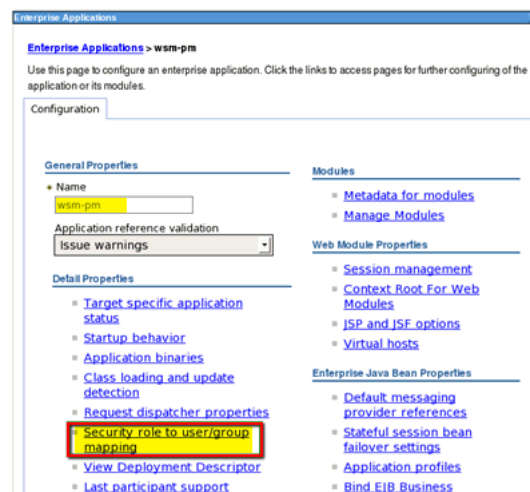 Enterprise Applications
Enterprise Applications > wsm-pm
Use this page to configure an enterprise application. Click the links to access pages for further configuring of the
application or its modules.
Configuration
General Properties
Name
wsm-pm
Application reference validation
Issue warnings
Detail Properties
Target specific application
status
Startup behavior
Application binaries
Class loading and update
detection
Request dispatcher properties
Security role to user/group
mapping
View Deployment Descriptor
Last participant support
Modules
Metadata for modules
Manage Modules
Web Module Properties
Session management
Context Root For Web
Modules
JSP and JSF options
Virtual hosts
Enterprise Java Bean Properties
Default messaging
provider references
Stateful session bean
failover settings
Application profiles
Bind EJB Business